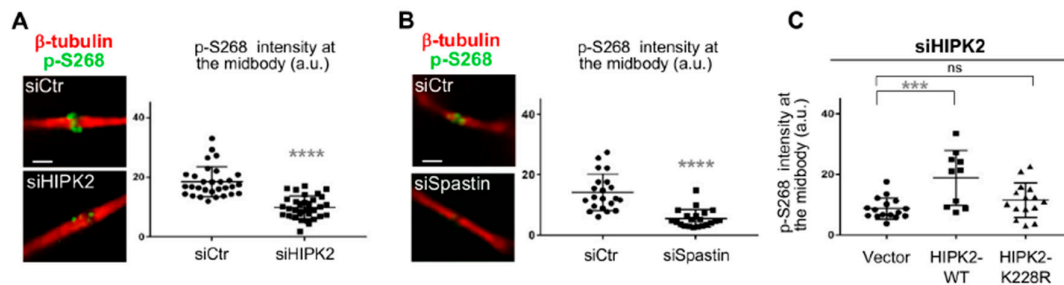 A
β-tubulin
p-S268
siCtr
siHIPK2
p-S268 intensity at
the midbody (a.u.)
40
20
0
****
siCtr
siHIPK2
B
β-tubulin
p-S268
siCtr
siSpastin
p-S268 intensity at
the midbody (a.u.)
40
20
0
****
siCtr
siSpastin
C
siHIPK2
ns
***
p-S268 intensity at
the midbody (a.u.)
40
30
20
10
0
Vector
HIPK2-
WT
HIPK2-
K228R